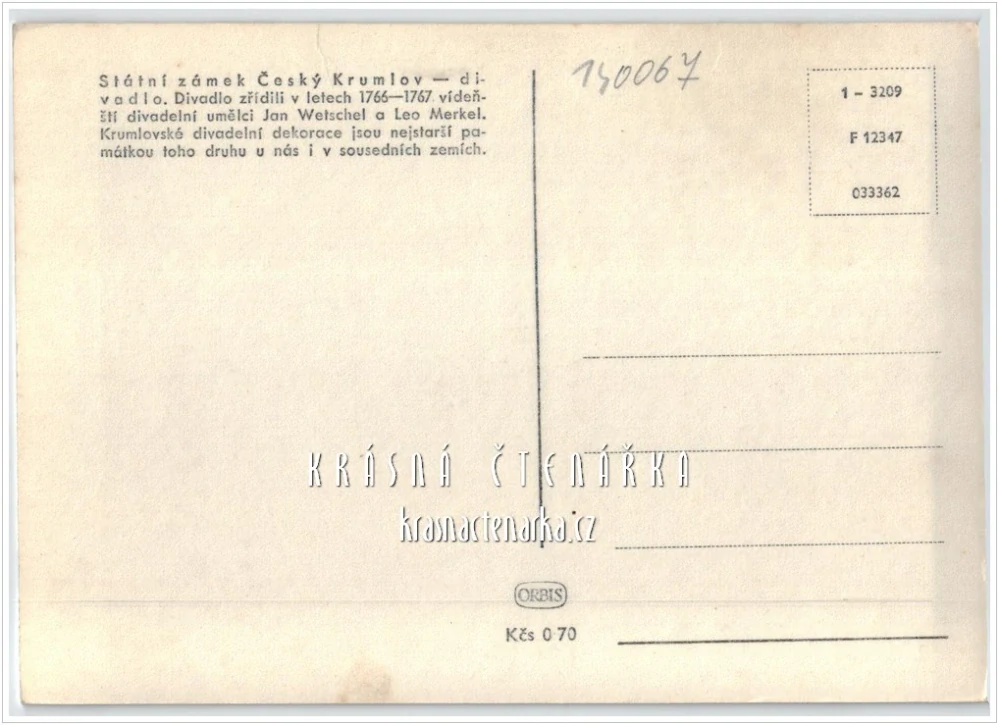 Státní zámek Český Krumlov — di-
vadlo. Divadlo zřídili v letech 1766—1767 vídeň-
ští divadelní umělci Jan Wetschel a Leo Merkel.
Krumlovské divadelní dekorace jsou nejstarší pa-
mátkou toho druhu u nás i v sousedních zemích.
140067
1 - 3209
F 12347
033362
KRÁSNÁ ČTENÁŘKA
krasnactenarka.cz
ORBIS
Kčs 0·70